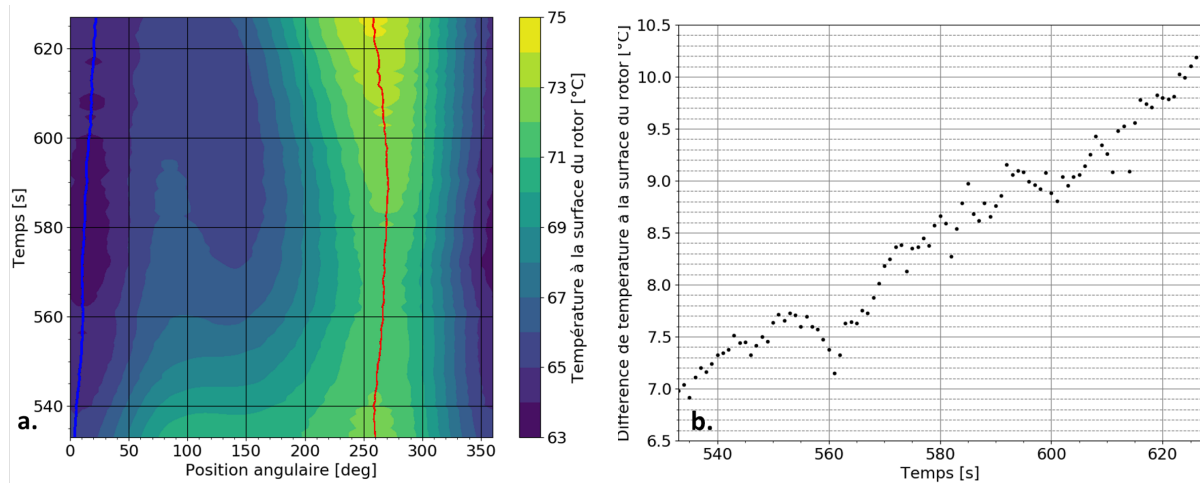 620
600
580
560
540
Temps [s]
a.
0 50 100 150 200 250 300 350
Position angulaire [deg]
75
73
71
69
67
65
63
Température à la surface du rotor [°C]
10.5
10.0
9.5
9.0
8.5
8.0
7.5
7.0
6.5
Différence de température à la surface du rotor [°C]
b.
540 560 580 600 620
Temps [s]